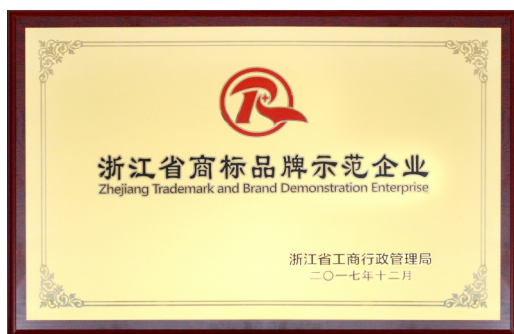 浙江省商标品牌示范企业
Zhejiang Trademark and Brand Demonstration Enterprise
浙江省工商行政管理局
二〇一七年十二月